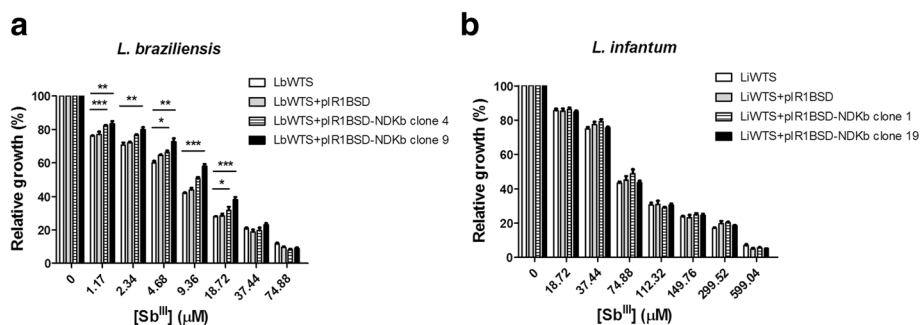 a
L. braziliensis
LbWTS
LbWTS+pIR1BSD
LbWTS+pIR1BSD-NDKb clone 4
LbWTS+pIR1BSD-NDKb clone 9
** ** **
*** * *** ***
*
Relative growth (%)
100
80
60
40
20
0
0 1.17 2.34 4.68 9.36 18.72 37.44 74.88
[Sbᴵᴵᴵ] (µM)
b
L. infantum
LiWTS
LiWTS+pIR1BSD
LiWTS+pIR1BSD-NDKb clone 1
LiWTS+pIR1BSD-NDKb clone 19
Relative growth (%)
100
80
60
40
20
0
0 18.72 37.44 74.88 112.32 149.76 299.52 599.04
[Sbᴵᴵᴵ] (µM)